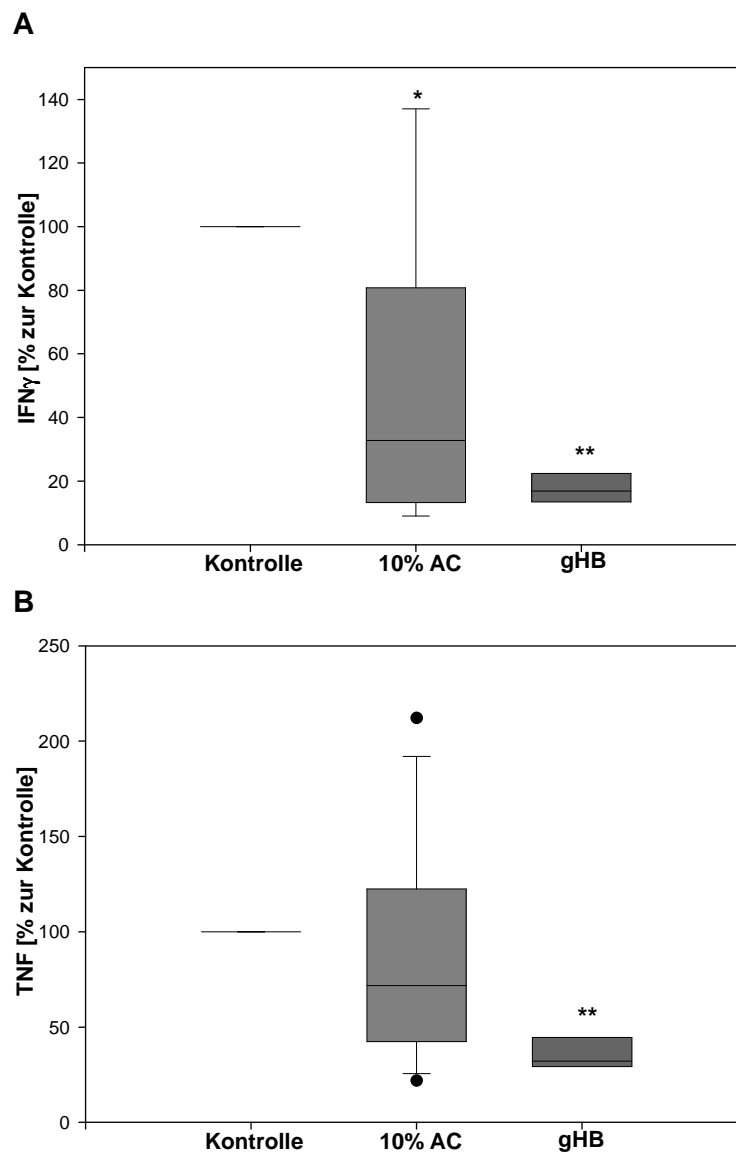 A
140
*
120
100
80
60
40
**
20
0
IFNγ [% zur Kontrolle]
Kontrolle 10% AC gHB
B
250
200
150
100
50
**
0
TNF [% zur Kontrolle]
Kontrolle 10% AC gHB